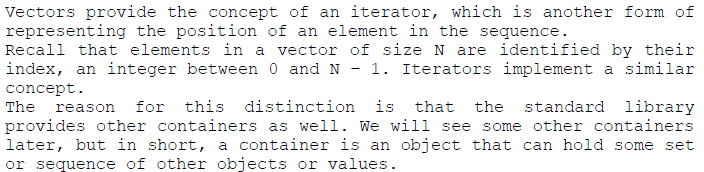 Vectors provide the concept of an iterator, which is another form of
representing the position of an element in the sequence.
Recall that elements in a vector of size N are identified by their
index, an integer between 0 and N - 1. Iterators implement a similar
concept.
The reason for this distinction is that the standard library
provides other containers as well. We will see some other containers
later, but in short, a container is an object that can hold some set
or sequence of other objects or values.